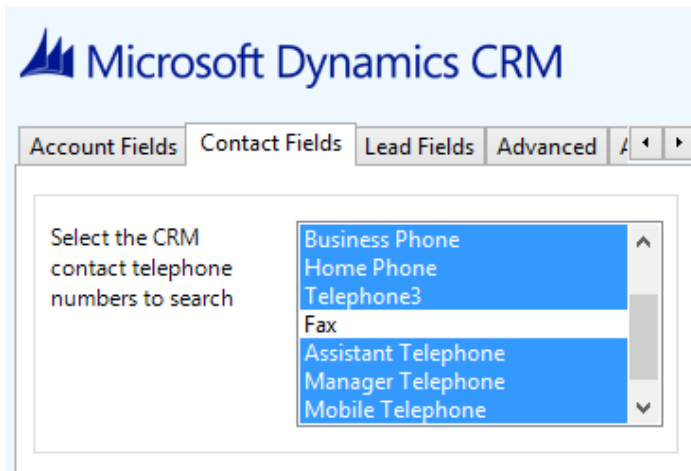 Microsoft Dynamics CRM
Account Fields Contact Fields Lead Fields Advanced
Select the CRM
contact telephone
numbers to search
Business Phone
Home Phone
Telephone3
Fax
Assistant Telephone
Manager Telephone
Mobile Telephone